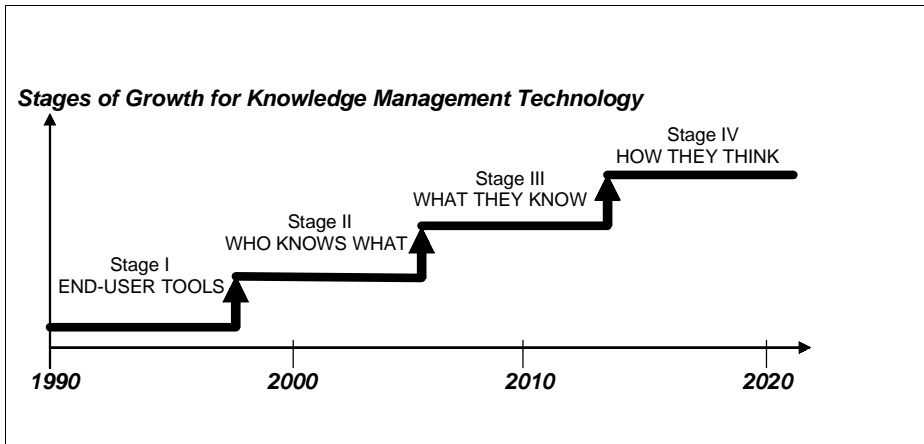 Stages of Growth for Knowledge Management Technology
Stage IV
HOW THEY THINK
Stage III
WHAT THEY KNOW
Stage II
WHO KNOWS WHAT
Stage I
END-USER TOOLS
1990
2000
2010
2020